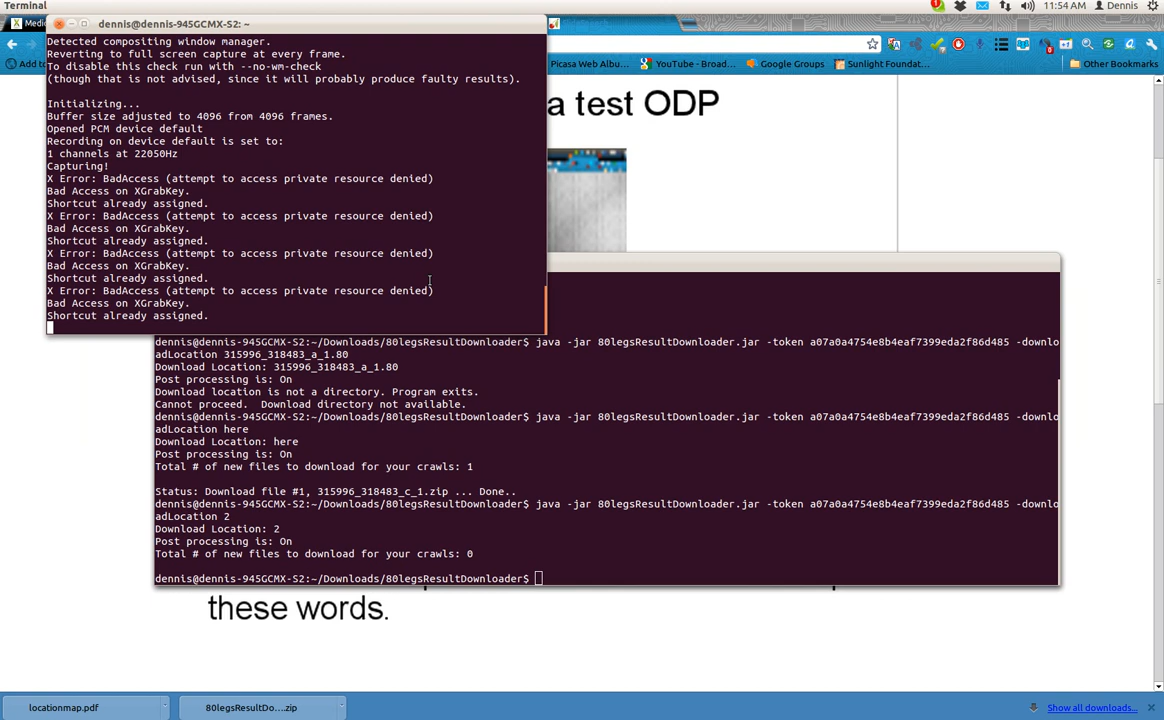 Terminal
11:54 AM Dennis
Medic
dennis@dennis-945GCMX-S2: ~
Add to
Picasa Web Albu...
YouTube - Broad...
Google Groups
Sunlight Foundat...
Other Bookmarks
Detected compositing window manager.
Reverting to full screen capture at every frame.
To disable this check run with --no-wm-check
(though that is not advised, since it will probably produce faulty results).
Initializing...
Buffer size adjusted to 4096 from 4096 frames.
Opened PCM device default
Recording on device default is set to:
1 channels at 22050Hz
Capturing!
X Error: BadAccess (attempt to access private resource denied)
Bad Access on XGrabKey.
Shortcut already assigned.
X Error: BadAccess (attempt to access private resource denied)
Bad Access on XGrabKey.
Shortcut already assigned.
X Error: BadAccess (attempt to access private resource denied)
Bad Access on XGrabKey.
Shortcut already assigned.
X Error: BadAccess (attempt to access private resource denied)
Bad Access on XGrabKey.
Shortcut already assigned.
a test ODP
dennis@dennis-945GCMX-S2:~/Downloads/80legsResultDownloader$ java -jar 80legsResultDownloader.jar -token a07a0a4754e8b4eaf7399eda2f86d485 -downlo
adLocation 315996_318483_a_1.80
Download Location: 315996_318483_a_1.80
Post processing is: On
Download location is not a directory. Program exits.
Cannot proceed.  Download directory not available.
dennis@dennis-945GCMX-S2:~/Downloads/80legsResultDownloader$ java -jar 80legsResultDownloader.jar -token a07a0a4754e8b4eaf7399eda2f86d485 -downlo
adLocation here
Download Location: here
Post processing is: On
Total # of new files to download for your crawls: 1
Status: Download file #1, 315996_318483_c_1.zip ... Done..
dennis@dennis-945GCMX-S2:~/Downloads/80legsResultDownloader$ java -jar 80legsResultDownloader.jar -token a07a0a4754e8b4eaf7399eda2f86d485 -downlo
adLocation 2
Download Location: 2
Post processing is: On
Total # of new files to download for your crawls: 0
dennis@dennis-945GCMX-S2:~/Downloads/80legsResultDownloader$
these words.
locationmap.pdf
80legsResultDo....zip
Show all downloads...